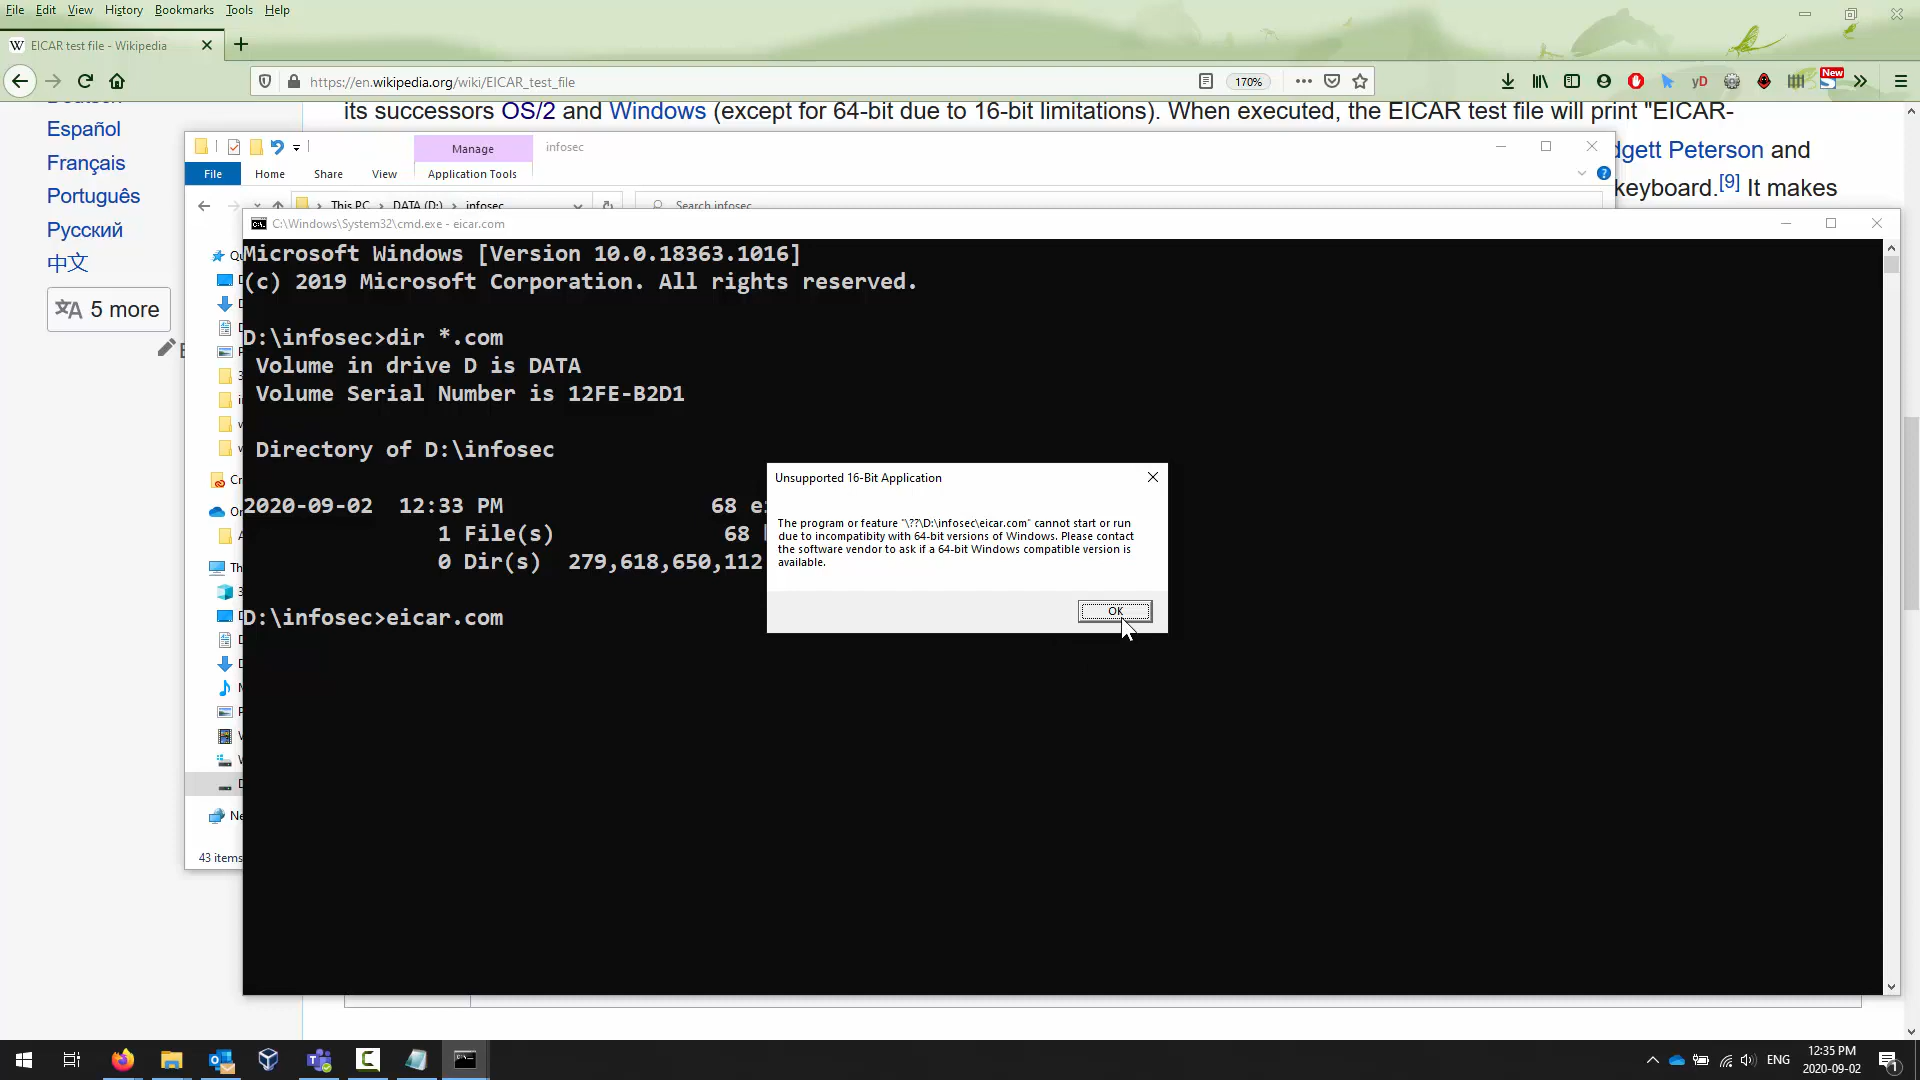 File Edit View History Bookmarks Tools Help
W EICAR test file - Wikipedia
https://en.wikipedia.org/wiki/EICAR_test_file
170%
yD
New
Español
Français
Português
Русский
中文
5 more
its successors OS/2 and Windows (except for 64-bit due to 16-bit limitations). When executed, the EICAR test file will print "EICAR-
dgett Peterson and
keyboard.[9] It makes
Manage
infosec
File Home Share View Application Tools
This PC DATA (D:) infosec
Search infosec
43 items
C:\Windows\System32\cmd.exe - eicar.com
Microsoft Windows [Version 10.0.18363.1016]
(c) 2019 Microsoft Corporation. All rights reserved.
D:\infosec>dir *.com
Volume in drive D is DATA
Volume Serial Number is 12FE-B2D1
Directory of D:\infosec
2020-09-02 12:33 PM 68
1 File(s) 68
0 Dir(s) 279,618,650,112
D:\infosec>eicar.com
Unsupported 16-Bit Application
The program or feature "\??\D:\infosec\eicar.com" cannot start or run
due to incompatibity with 64-bit versions of Windows. Please contact
the software vendor to ask if a 64-bit Windows compatible version is
available.
OK
ENG
12:35 PM
2020-09-02
1